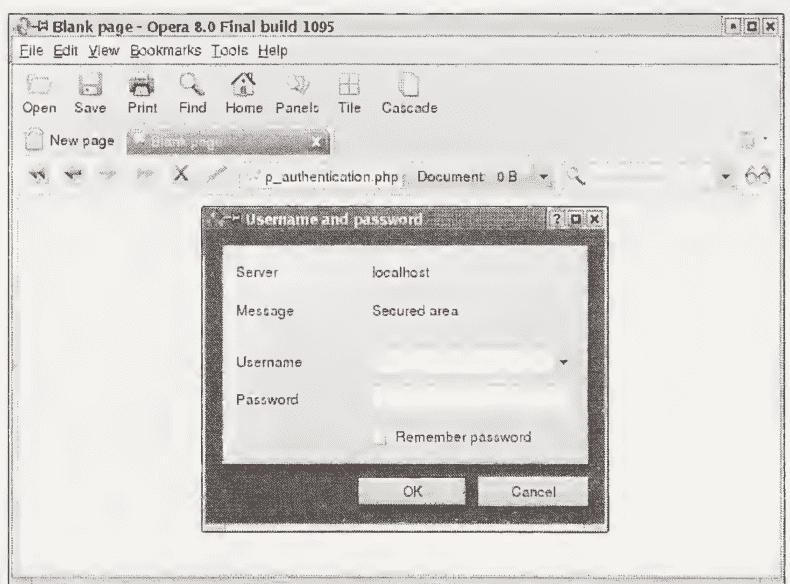 Blank page - Opera 8.0 Final build 1095
File Edit View Bookmarks Tools Help
Open Save Print Find Home Panels Tile Cascade
New page Blank page
p_authentication.php Document: 0 B
Username and password
Server localhost
Message Secured area
Username
Password
Remember password
OK Cancel